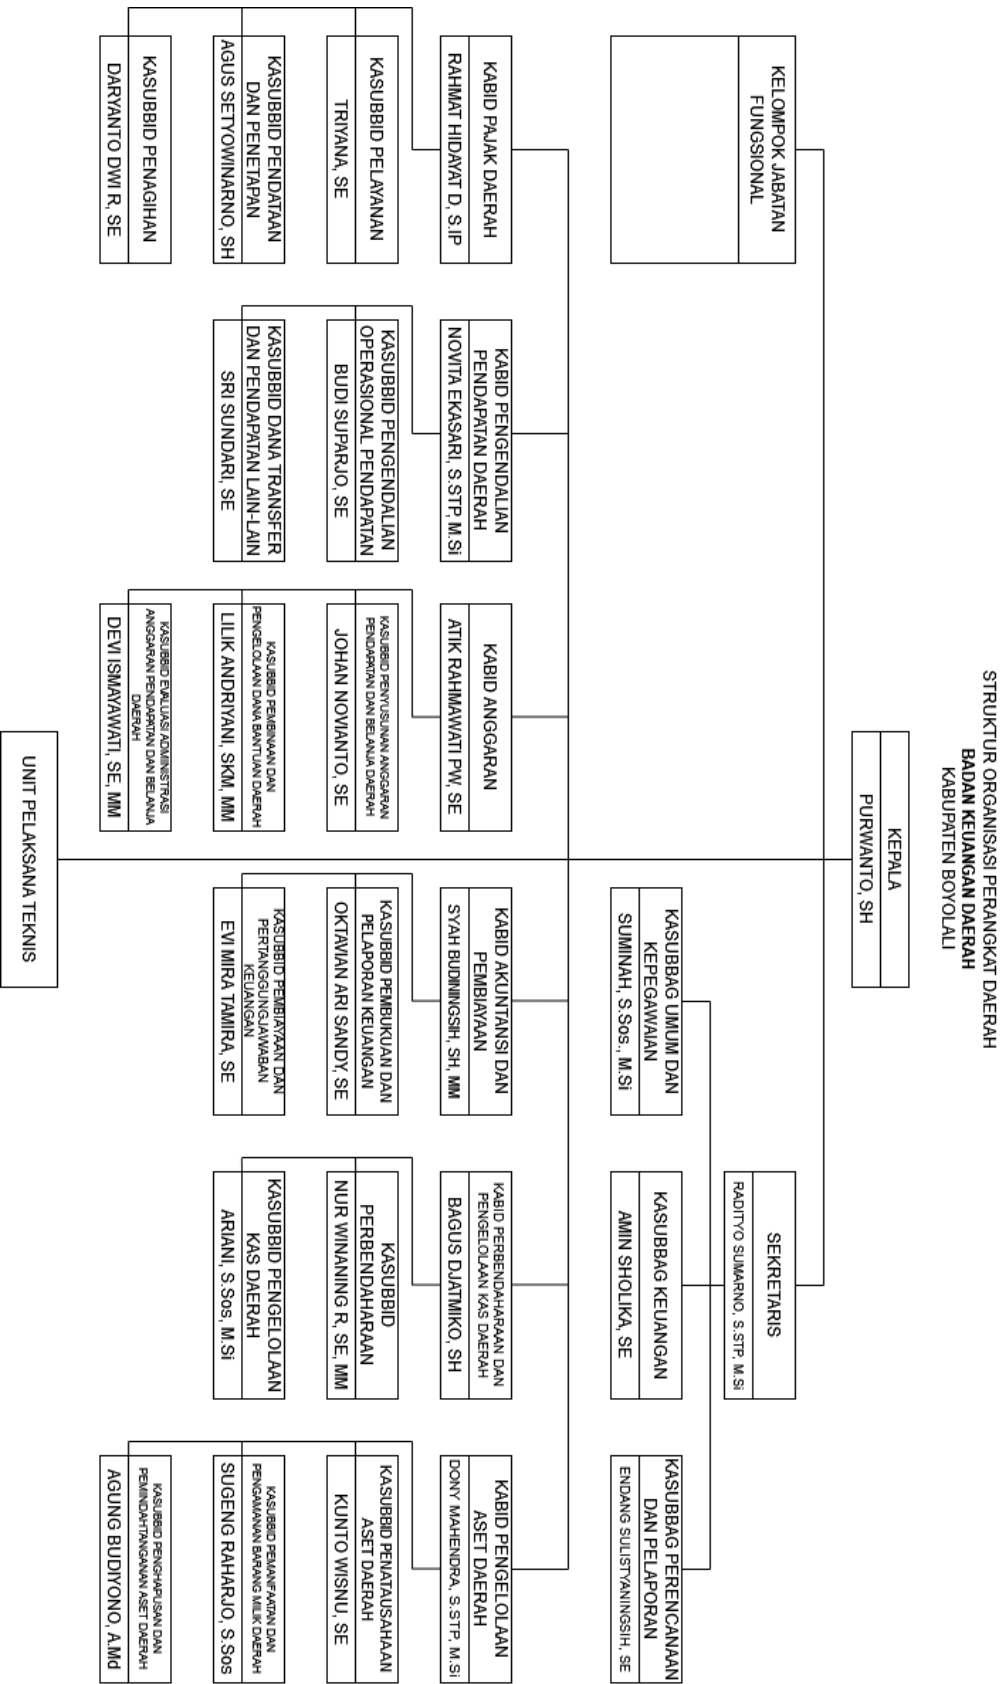 STRUKTUR ORGANISASI PERANGKAT DAERAH
BADAN KEUANGAN DAERAH
KABUPATEN BOYOLALI
KEPALA
PURWANTO, SH
KELOMPOK JABATAN
FUNGSIONAL
SEKRETARIS
RADITYO SUMARNO, S.STP, M.Si
KASUBBAG UMUM DAN
KEPEGAWAIAN
SUMINAH, S.Sos., M.Si
KASUBBAG KEUANGAN
AMIN SHOLIKA, SE
KASUBBAG PERENCANAAN
DAN PELAPORAN
ENDANG SULISTYANINGSIH, SE
KABID PAJAK DAERAH
RAHMAT HIDAYAT D, S.IP
KABID PENGENDALIAN
PENDAPATAN DAERAH
NOVITA EKASARI, S.STP, M.Si
KABID ANGGARAN
ATIK RAHMAWATI PW, SE
KABID AKUNTANSI DAN
PEMBIAYAAN
SYAH BUDININGSIH, SH, MM
KABID PERBENDAHARAAN DAN
PENGELOLAAN KAS DAERAH
BAGUS DJATMIKO, SH
KABID PENGELOLAAN
ASET DAERAH
DONY MAHENDRA, S.STP, M.Si
KASUBBID PELAYANAN
TRIYANA, SE
KASUBBID PENGENDALIAN
OPERASIONAL PENDAPATAN
BUDI SUPARJO, SE
KASUBBID PENYUSUNAN ANGGARAN
PENDAPATAN DAN BELANJA DAERAH
JOHAN NOVIANTO, SE
KASUBBID PEMBUKUAN DAN
PELAPORAN KEUANGAN
OKTAVIAN ARI SANDY, SE
KASUBBID
PERBENDAHARAAN
NUR WINANING R, SE, MM
KASUBBID PENATAUSAHAAN
ASET DAERAH
KUNTO WISNU, SE
KASUBBID PENDATAAN
DAN PENETAPAN
AGUS SETYOWINARNO, SH
KASUBBID DANA TRANSFER
DAN PENDAPATAN LAIN-LAIN
SRI SUNDARI, SE
KASUBBID PEMBINAAN DAN
PENGELOLAAN DANA BANTUAN DAERAH
LILIK ANDRIYANI, SKM, MM
KASUBBID PEMBIAYAAN DAN
PERTANGGUNGJAWABAN
KEUANGAN
EVI MIRA TAMIRA, SE
KASUBBID PENGELOLAAN
KAS DAERAH
ARIANI, S.Sos, M.Si
KASUBBID PEMANFAATAN DAN
PENGAMANAN BARANG MILIK DAERAH
SUGENG RAHARJO, S.Sos
KASUBBID PENAGIHAN
DARYANTO DWI R, SE
KASUBBID EVALUASI ADMINISTRASI
ANGGARAN PENDAPATAN DAN BELANJA
DAERAH
DEVI ISMAYAWATI, SE, MM
KASUBBID PENGHAPUSAN DAN
PEMINDAHTANGANAN ASET DAERAH
AGUNG BUDIYONO, A.Md
UNIT PELAKSANA TEKNIS